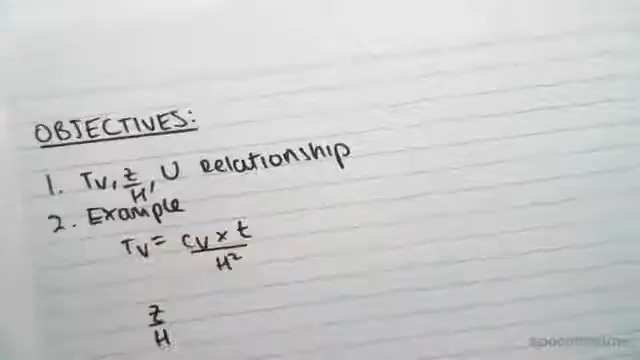 OBJECTIVES:
1. Tv, z/H, U relationship
2. Example
Tv = cv x t / H²
z/H